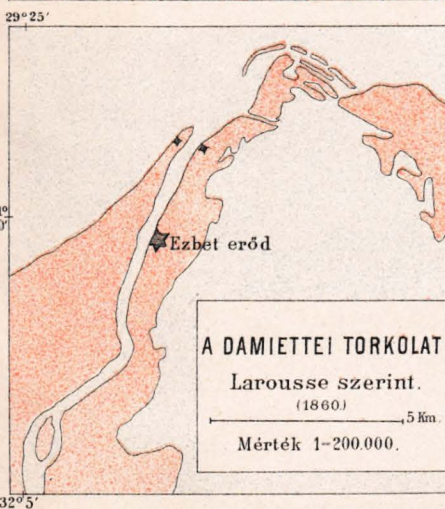 29°25'
Ezbet erőd
A DAMIETTEI TORKOLAT
Larousse szerint.
(1860.)
5 Km.
Mérték 1=200.000.
32°5'